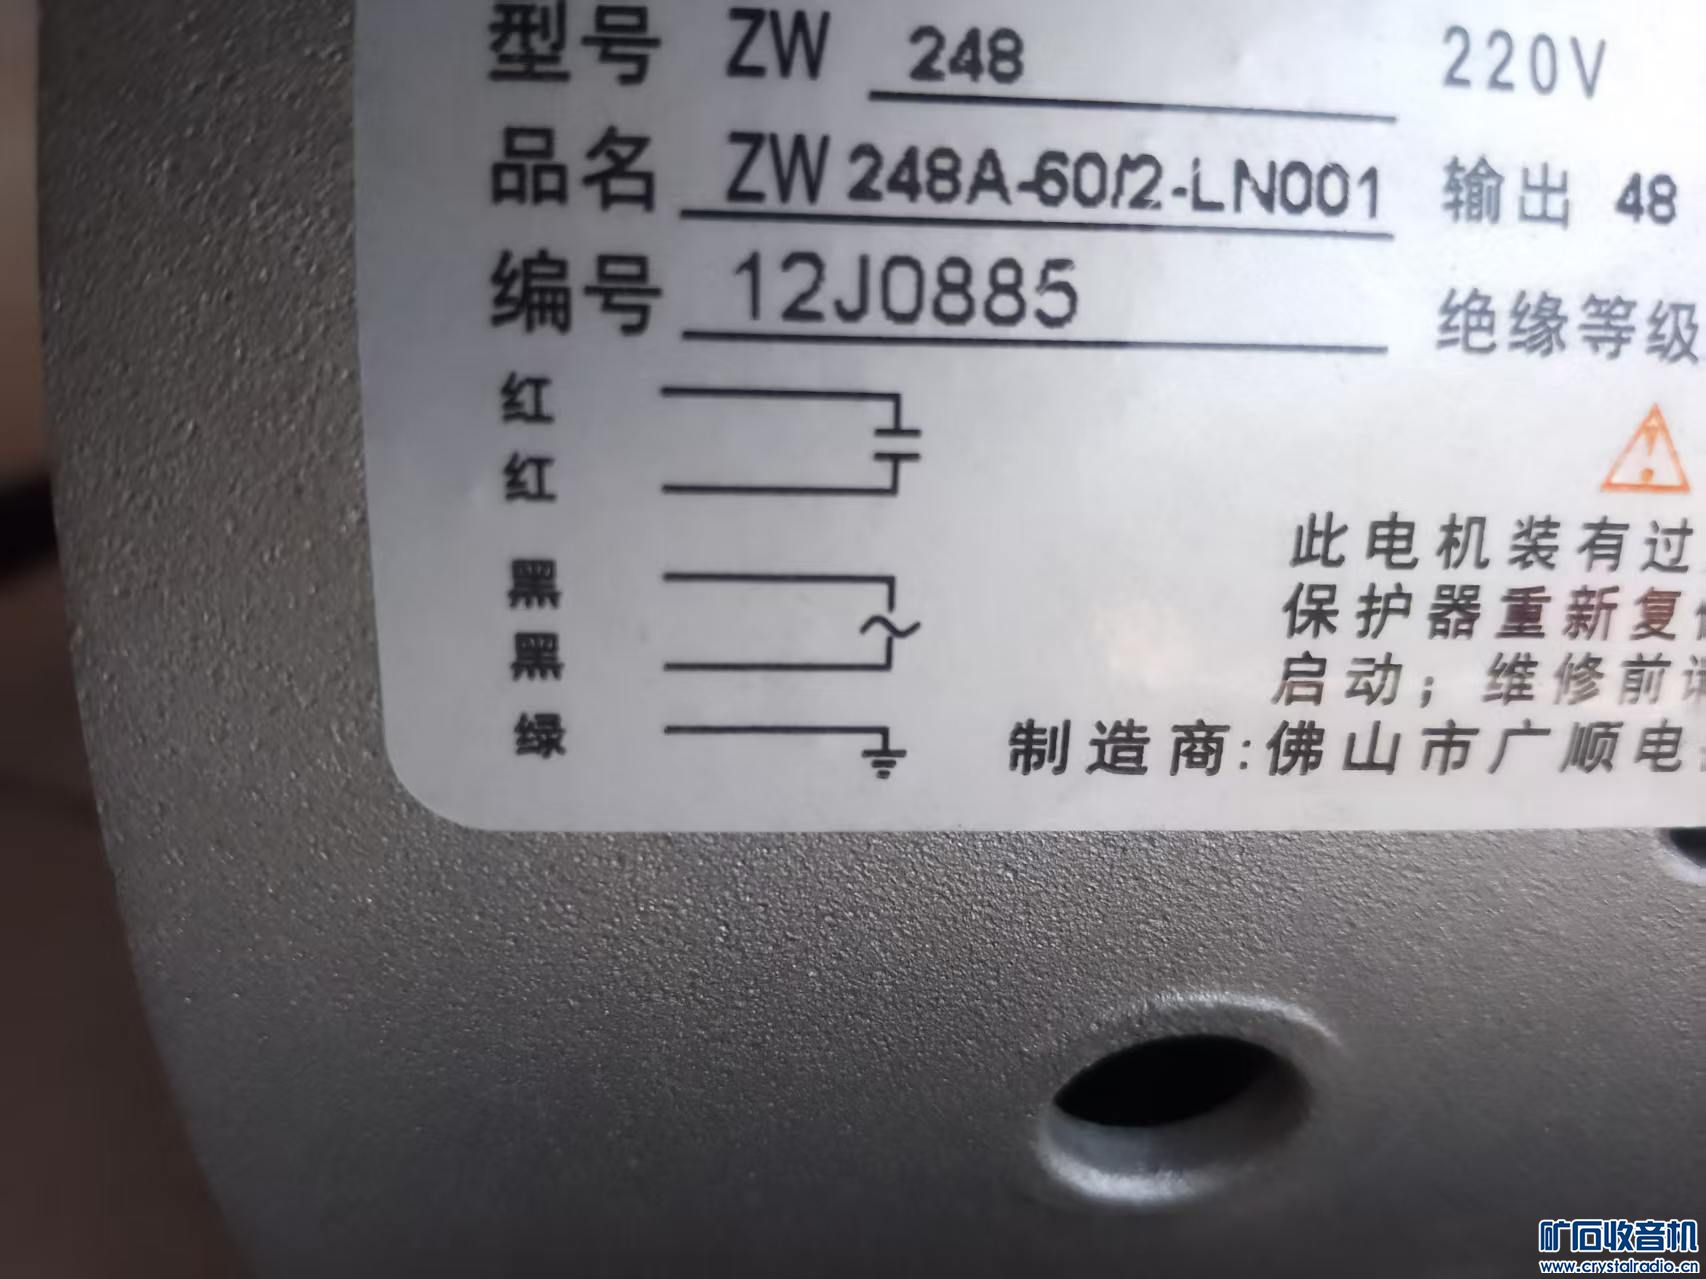 型号 ZW 248 220V
品名 ZW 248A-60/2-LN001 输出 48
编号 12J0885 绝缘等级
红
红
黑
黑
绿
此电机装有过
保护器重新复
启动；维修前
制造商:佛山市广顺电
矿石收音机
www.crystalradio.cn